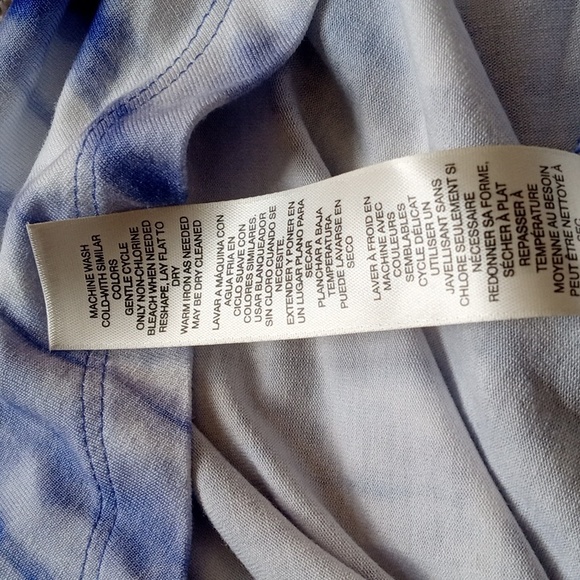 MACHINE WASH
COLD-WITH SIMILAR
COLORS
GENTLE
ONLY NON-CHLORINE
BLEACH WHEN NEEDED
RESHAPE, LAY FLAT TO
DRY
WARM IRON AS NEEDED
MAY BE DRY CLEANED
LAVAR A MÁQUINA CON
AGUA FRIA EN
CICLO SUAVE CON
COLORES SIMILARES.
USAR BLANQUEADOR
SIN CLORO CUANDO SE
NECESITE.
EXTENDER Y PONER EN
UN LUGAR PLANO PARA
SECAR
PLANCHAR A BAJA
TEMPERATURA
PUEDE LAVARSE EN
SECO
LAVER À FROID EN
MACHINE AVEC
COULEURS
SEMBLABLES
CYCLE DÉLICAT
UTILISER UN
JAVELLISANT SANS
CHLORE SEULEMENT SI
NÉCESSAIRE
REDONNER SA FORME,
SÉCHER À PLAT
REPASSER À
TEMPÉRATURE
MOYENNE AU BESOIN
PEUT ÊTRE NETTOYÉ À